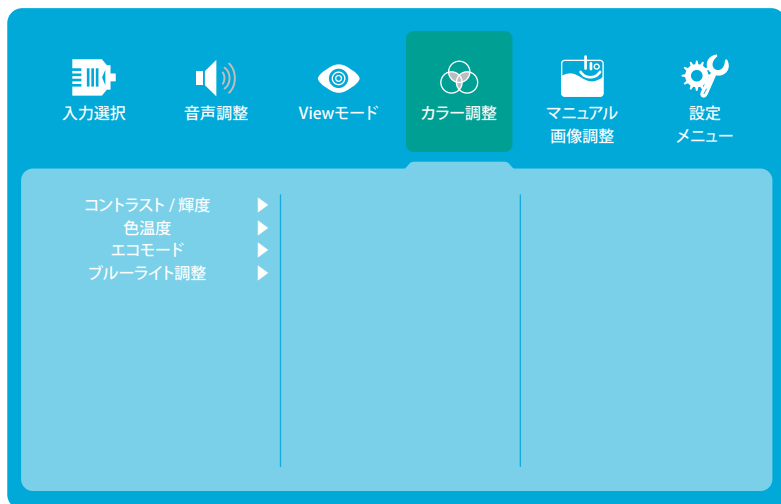 入力選択
音声調整
Viewモード
カラー調整
マニュアル
画像調整
設定
メニュー
コントラスト / 輝度
色温度
エコモード
ブルーライト調整